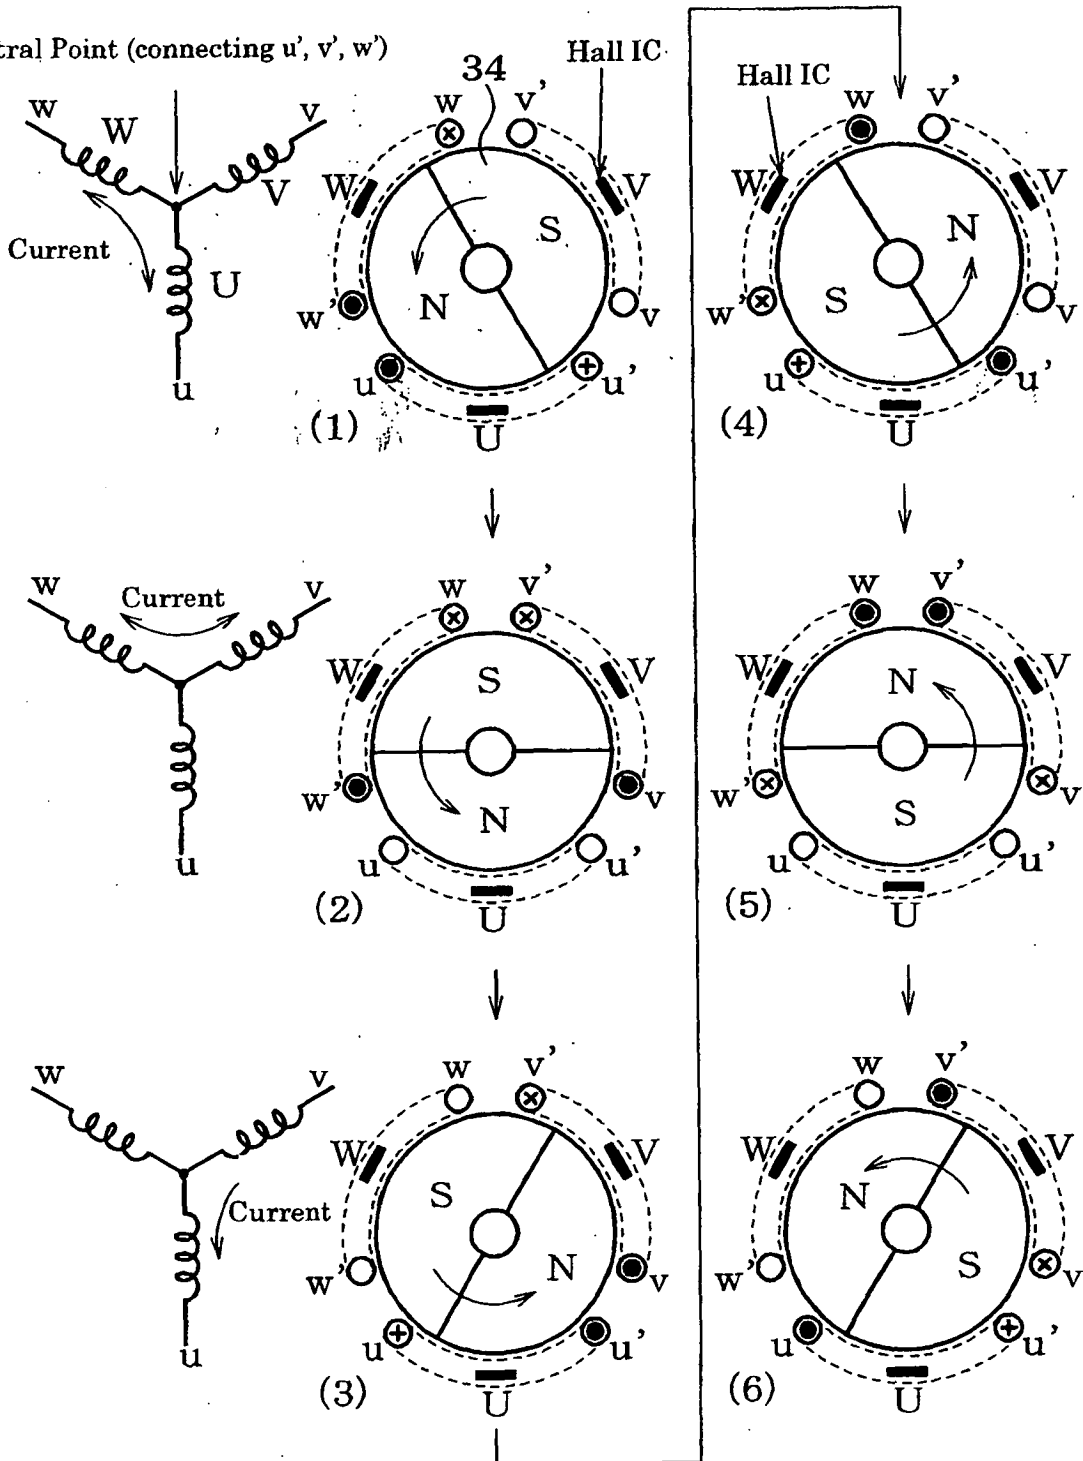 tral Point (connecting u', v', w')
w W v
V
Current
U
u
34
Hall IC
w v'
W V
S
N
w' v
u u'
(1) U
Hall IC
w v'
W V
N
S
w' v
u u'
(4) U
w Current v
u
w v'
S
W V
w' N v
u u'
(2) U
w v'
W N V
w' S v
u u'
(5) U
w v
Current
u
w v'
W V
S
N
w' v
u u'
(3) U
w v'
W V
N
S
w' v
u u'
(6) U